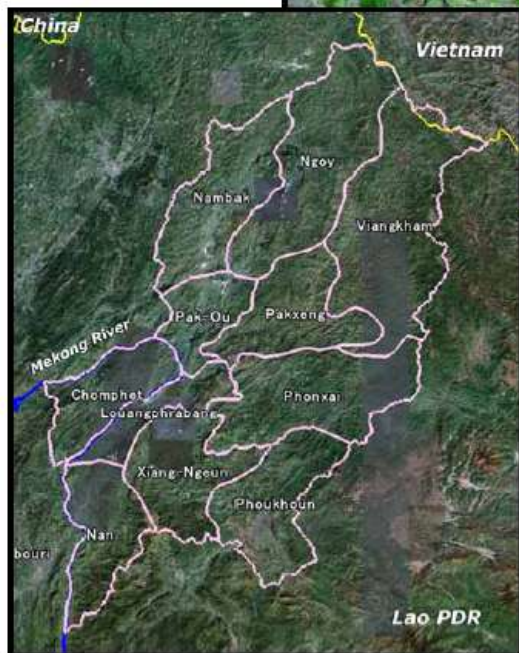 China
Vietnam
Ngoy
Nambak
Viangkham
Pak-Ou
Pakxeng
Mekong River
Chomphet
Phonxai
Louangphrabang
Xiang-Ngeun
Phoukhoun
Nan
bouri
Lao PDR